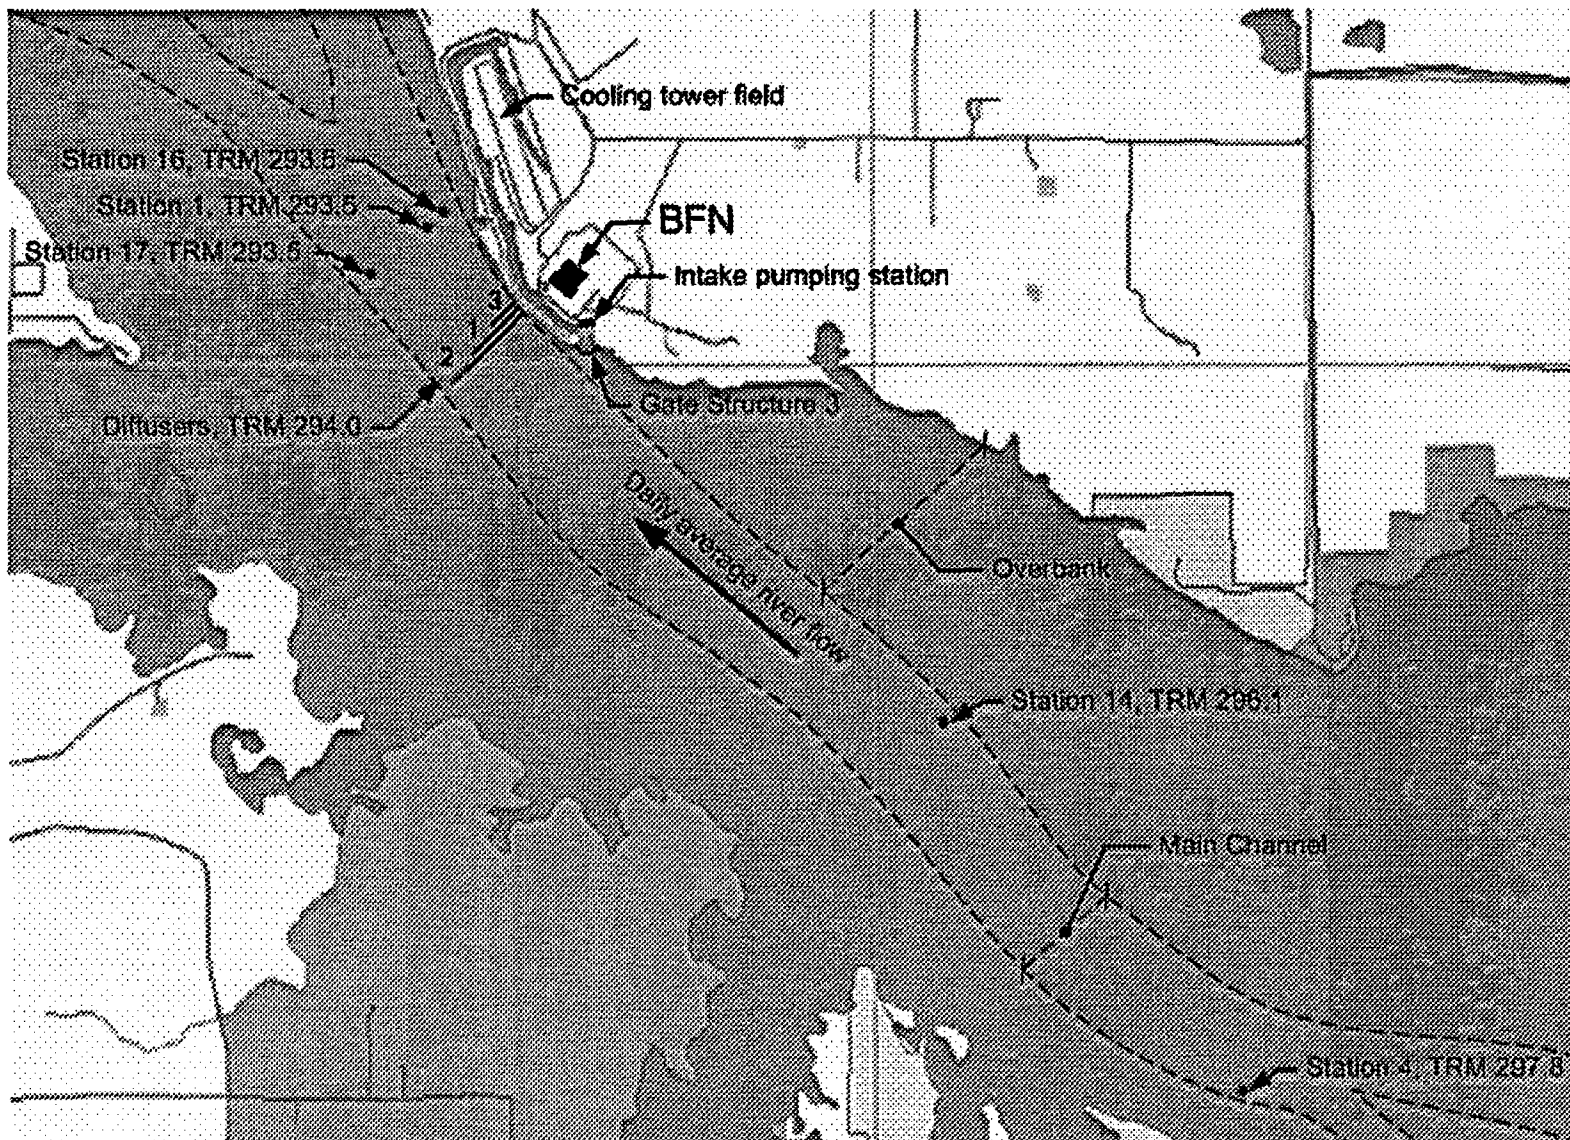 Cooling tower field
Station 16, TRM 293.5
Station 1, TRM 293.5
BFN
Station 17, TRM 293.5
Intake pumping station
3
1
2
Gate Structure 3
Diffusers, TRM 294.0
Daily average river flow
Overbank
Station 14, TRM 296.1
Main Channel
Station 4, TRM 297.8